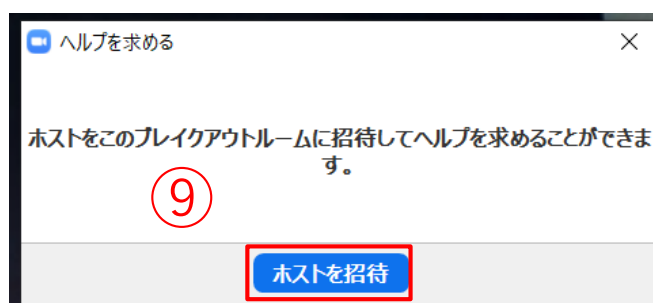 ヘルプを求める
ホストをこのブレイクアウトルームに招待してヘルプを求めることができま
す。
⑨
ホストを招待